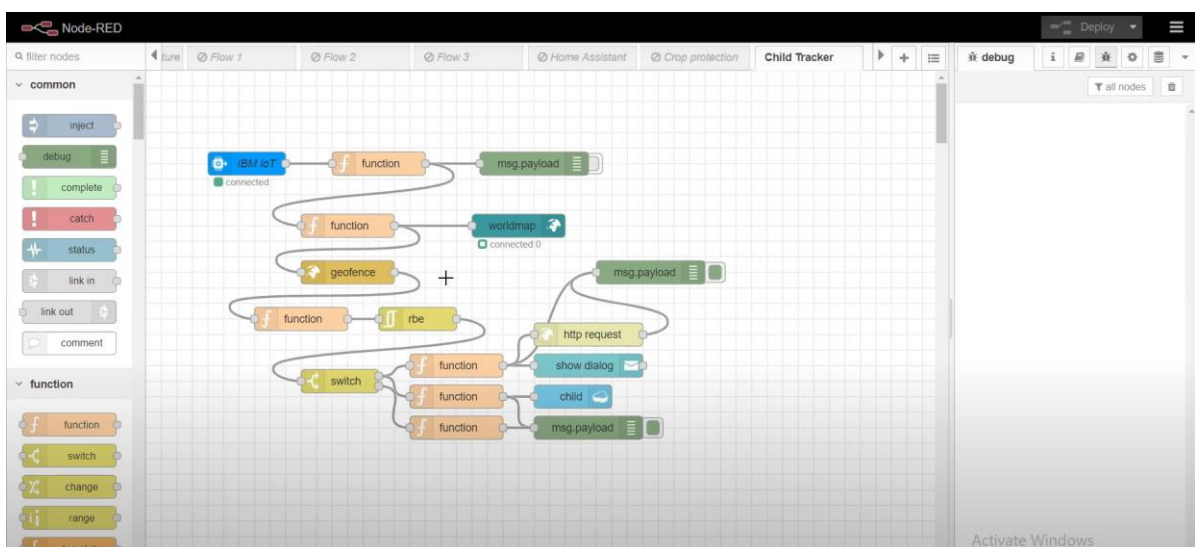 Node-RED
Deploy
filter nodes
ture
Flow 1
Flow 2
Flow 3
Home Assistant
Crop protection
Child Tracker
debug
i
all nodes
common
inject
debug
complete
catch
status
link in
link out
comment
function
function
switch
change
range
IBM IoT
connected
function
msg.payload
function
worldmap
connected 0
geofence
msg.payload
function
rbe
http request
switch
function
show dialog
function
child
function
msg.payload
Activate Windows